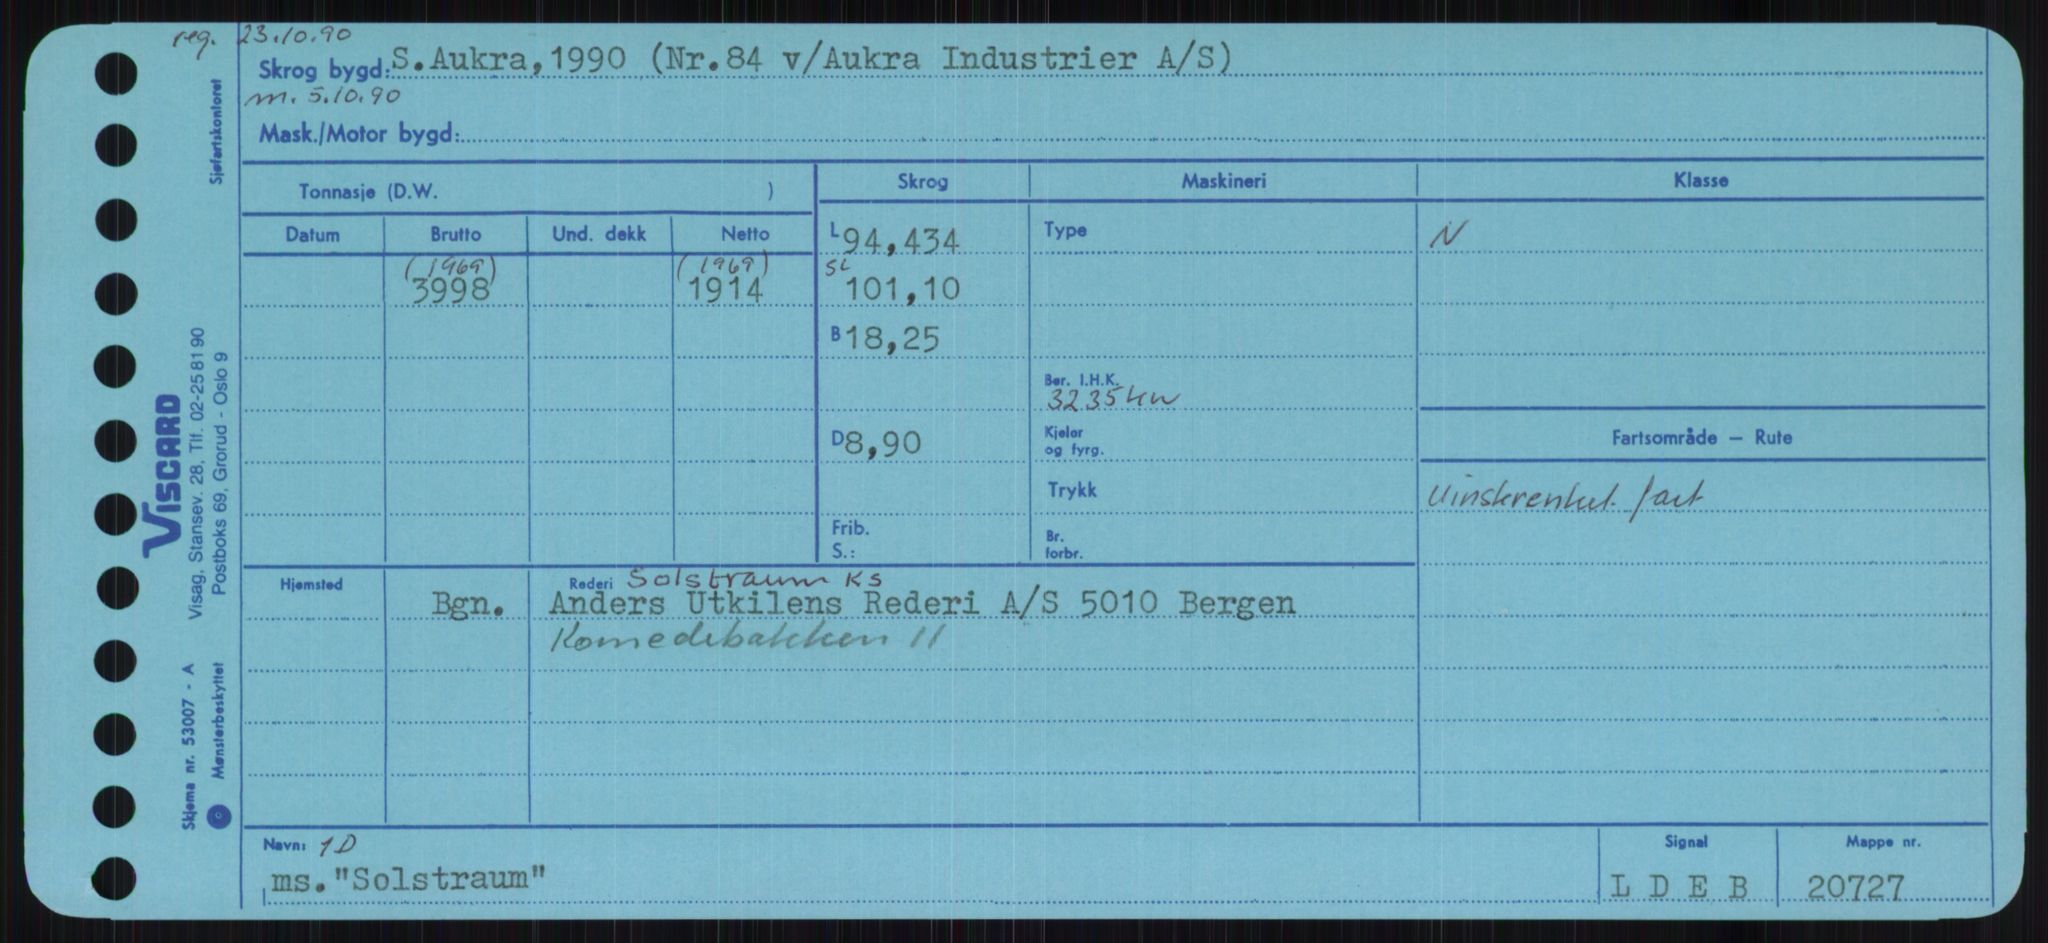 reg. 23.10.90
Skrog bygd: S.Aukra,1990 (Nr.84 v/Aukra Industrier A/S)
m. 5.10.90
Mask./Motor bygd:
Tonnasje (D.W. )
Skrog Maskineri Klasse
Datum Brutto Und. dekk Netto
L 94,434 Type N
(1969) (1969) SL
3998 1914 101,10
B 18,25
Ber. I.H.K.
3235 kw
D 8,90 Kjeler
og fyrg.
Fartsområde — Rute
Trykk Uinskrenket fart
Frib.
S.:
Br.
forbr.
Hjemsted Rederi Solstraum KS
Bgn. Anders Utkilens Rederi A/S 5010 Bergen
Komediebakken 11
Navn: 1D Signal Mappe nr.
ms."Solstraum" L D E B 20727
Sjøfartskontoret
VISCARD
Visag, Stansev. 28, Tlf. 02-25 81 90
Postboks 69, Grorud - Oslo 9
Skjema nr. 53007 - A
Mønsterbeskyttet